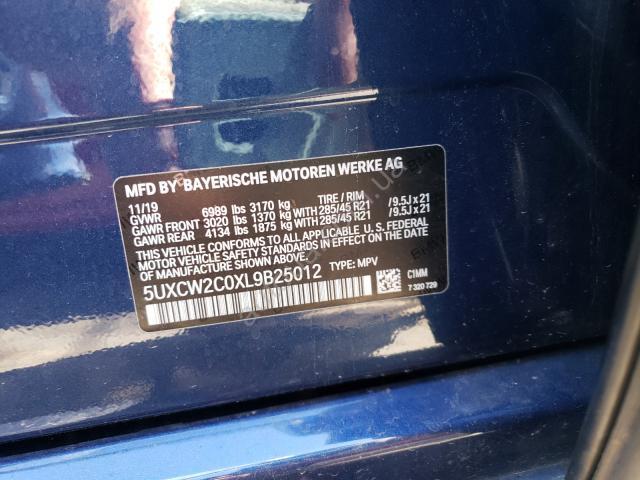 MFD BY BAYERISCHE MOTOREN WERKE AG
11/19 TIRE / RIM
GVWR 6989 lbs 3170 kg
GAWR FRONT 3020 lbs 1370 kg WITH 285/45 R21 /9.5J x 21
GAWR REAR 4134 lbs 1875 kg WITH 285/45 R21 /9.5J x 21
THIS VEHICLE CONFORMS TO ALL APPLICABLE U.S. FEDERAL
MOTOR VEHICLE SAFETY STANDARDS IN EFFECT ON THE DATE
OF MANUFACTURE SHOWN ABOVE.
5UXCW2C0XL9B25012 TYPE: MPV
C1MM
7 320 729